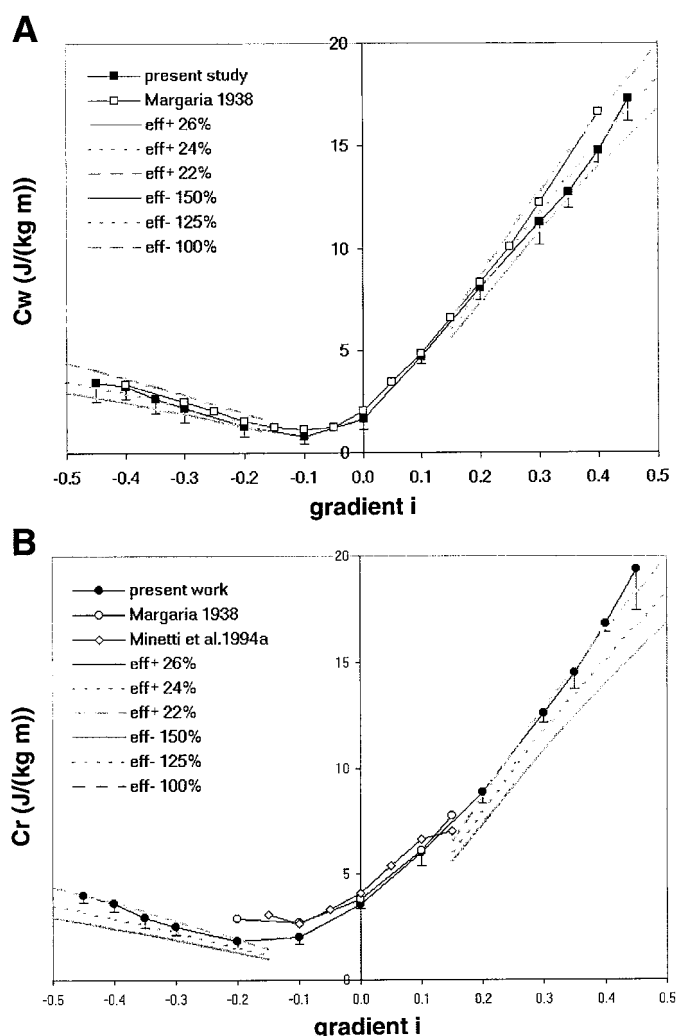 A
20
present study
Margaria 1938
eff+ 26%
eff+ 24%
eff+ 22%
eff- 150%
eff- 125%
eff- 100%
15
10
5
0
Cw (J/(kg m))
-0.5 -0.4 -0.3 -0.2 -0.1 0.0 0.1 0.2 0.3 0.4 0.5
gradient i
B
20
present work
Margaria 1938
Minetti et al.1994a
eff+ 26%
eff+ 24%
eff+ 22%
eff- 150%
eff- 125%
eff- 100%
15
10
5
0
Cr (J/(kg m))
-0.5 -0.4 -0.3 -0.2 -0.1 0.0 0.1 0.2 0.3 0.4 0.5
gradient i